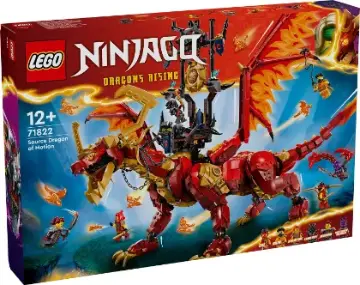 LEGO
NINJAGO
DRAGONS RISING
12+
71822
Source Dragon
of Motion